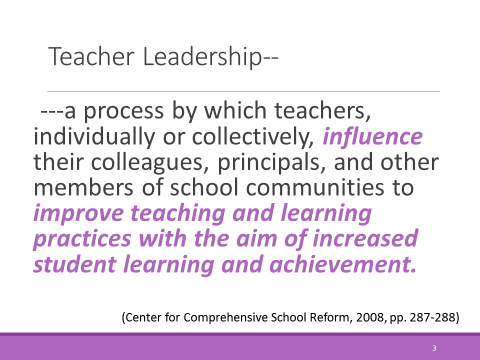 Teacher Leadership--
---a process by which teachers,
individually or collectively, influence
their colleagues, principals, and other
members of school communities to
improve teaching and learning
practices with the aim of increased
student learning and achievement.
(Center for Comprehensive School Reform, 2008, pp. 287-288)
3